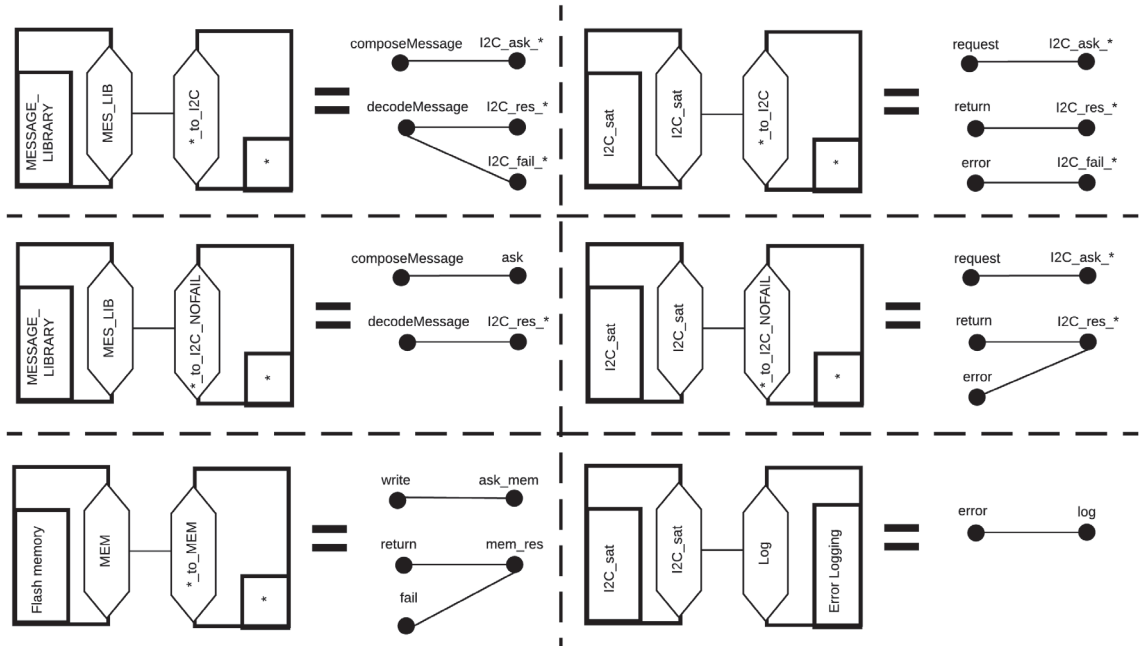 MESSAGE_
LIBRARY
MES_LIB
*_to_I2C
*
composeMessage I2C_ask_*
decodeMessage I2C_res_*
I2C_fail_*
I2C_sat
I2C_sat
*_to_I2C
*
request I2C_ask_*
return I2C_res_*
error I2C_fail_*
MESSAGE_
LIBRARY
MES_LIB
*_to_I2C_NOFAIL
*
composeMessage ask
decodeMessage I2C_res_*
I2C_sat
I2C_sat
*_to_I2C_NOFAIL
*
request I2C_ask_*
return I2C_res_*
error
Flash memory
MEM
*_to_MEM
*
write ask_mem
return mem_res
fail
I2C_sat
I2C_sat
Log
Error Logging
error log